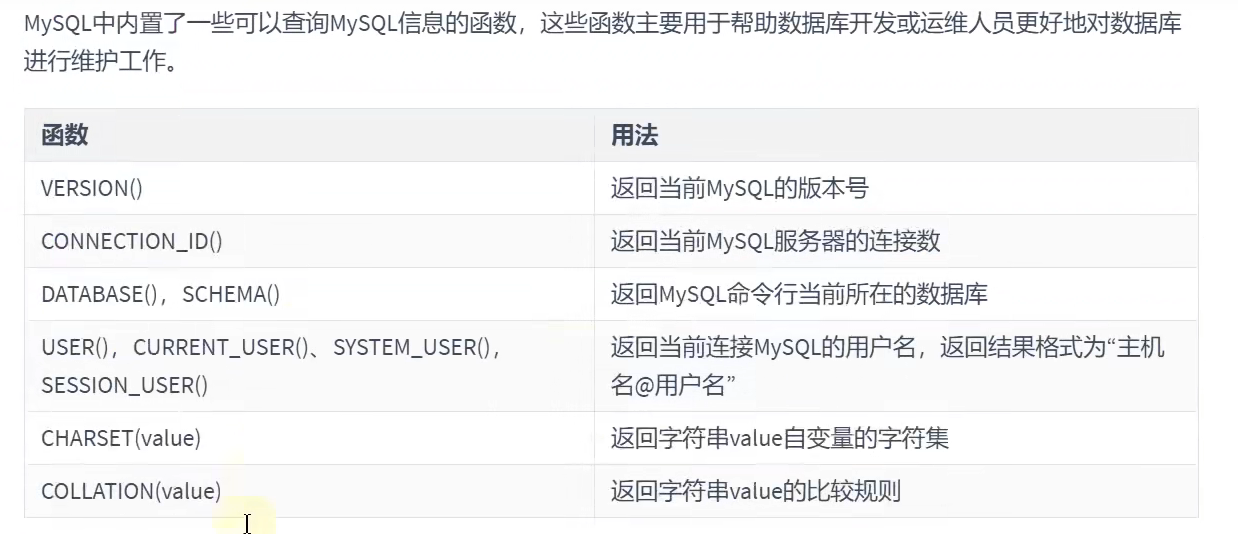 MySQL中内置了一些可以查询MySQL信息的函数，这些函数主要用于帮助数据库开发或运维人员更好地对数据库
进行维护工作。
函数 用法
VERSION() 返回当前MySQL的版本号
CONNECTION_ID() 返回当前MySQL服务器的连接数
DATABASE()，SCHEMA() 返回MySQL命令行当前所在的数据库
USER()，CURRENT_USER()、SYSTEM_USER()，
SESSION_USER()
返回当前连接MySQL的用户名，返回结果格式为“主机
名@用户名”
CHARSET(value) 返回字符串value自变量的字符集
COLLATION(value) 返回字符串value的比较规则